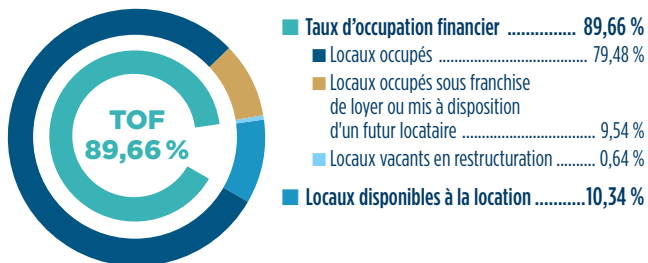 TOF
89,66 %
Taux d’occupation financier ............... 89,66 %
Locaux occupés ..................................... 79,48 %
Locaux occupés sous franchise
de loyer ou mis à disposition
d'un futur locataire ................................. 9,54 %
Locaux vacants en restructuration .......... 0,64 %
Locaux disponibles à la location ...........10,34 %